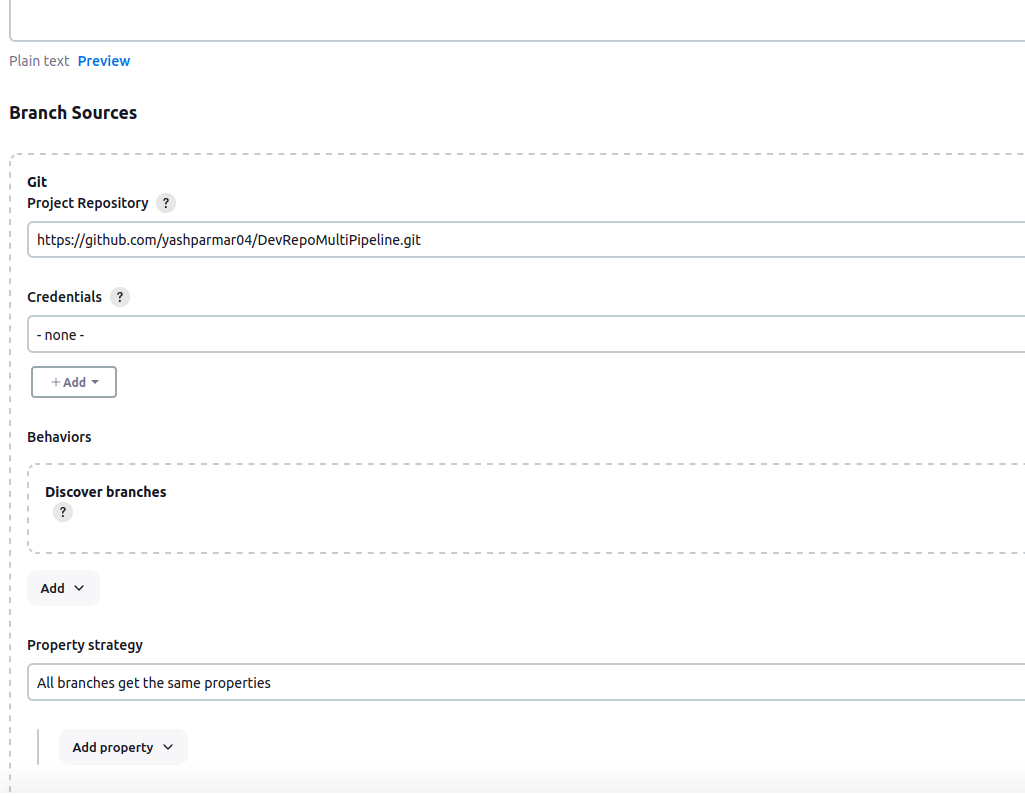 Plain text Preview
Branch Sources
Git
Project Repository ?
https://github.com/yashparmar04/DevRepoMultiPipeline.git
Credentials ?
- none -
+ Add
Behaviors
Discover branches
?
Add
Property strategy
All branches get the same properties
Add property